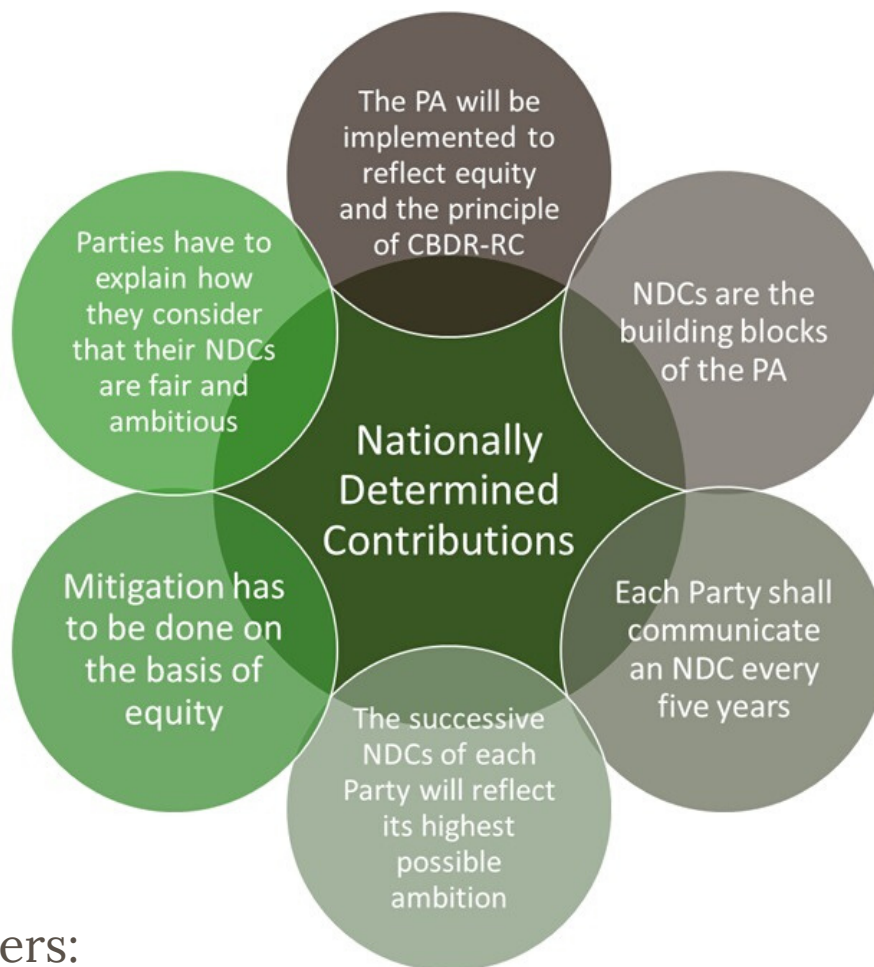 The PA will be
implemented to
reflect equity
and the principle
of CBDR-RC
NDCs are the
building blocks
of the PA
Each Party shall
communicate
an NDC every
five years
The successive
NDCs of each
Party will reflect
its highest
possible
ambition
Mitigation has
to be done on
the basis of
equity
Parties have to
explain how
they consider
that their NDCs
are fair and
ambitious
Nationally
Determined
Contributions
ers: